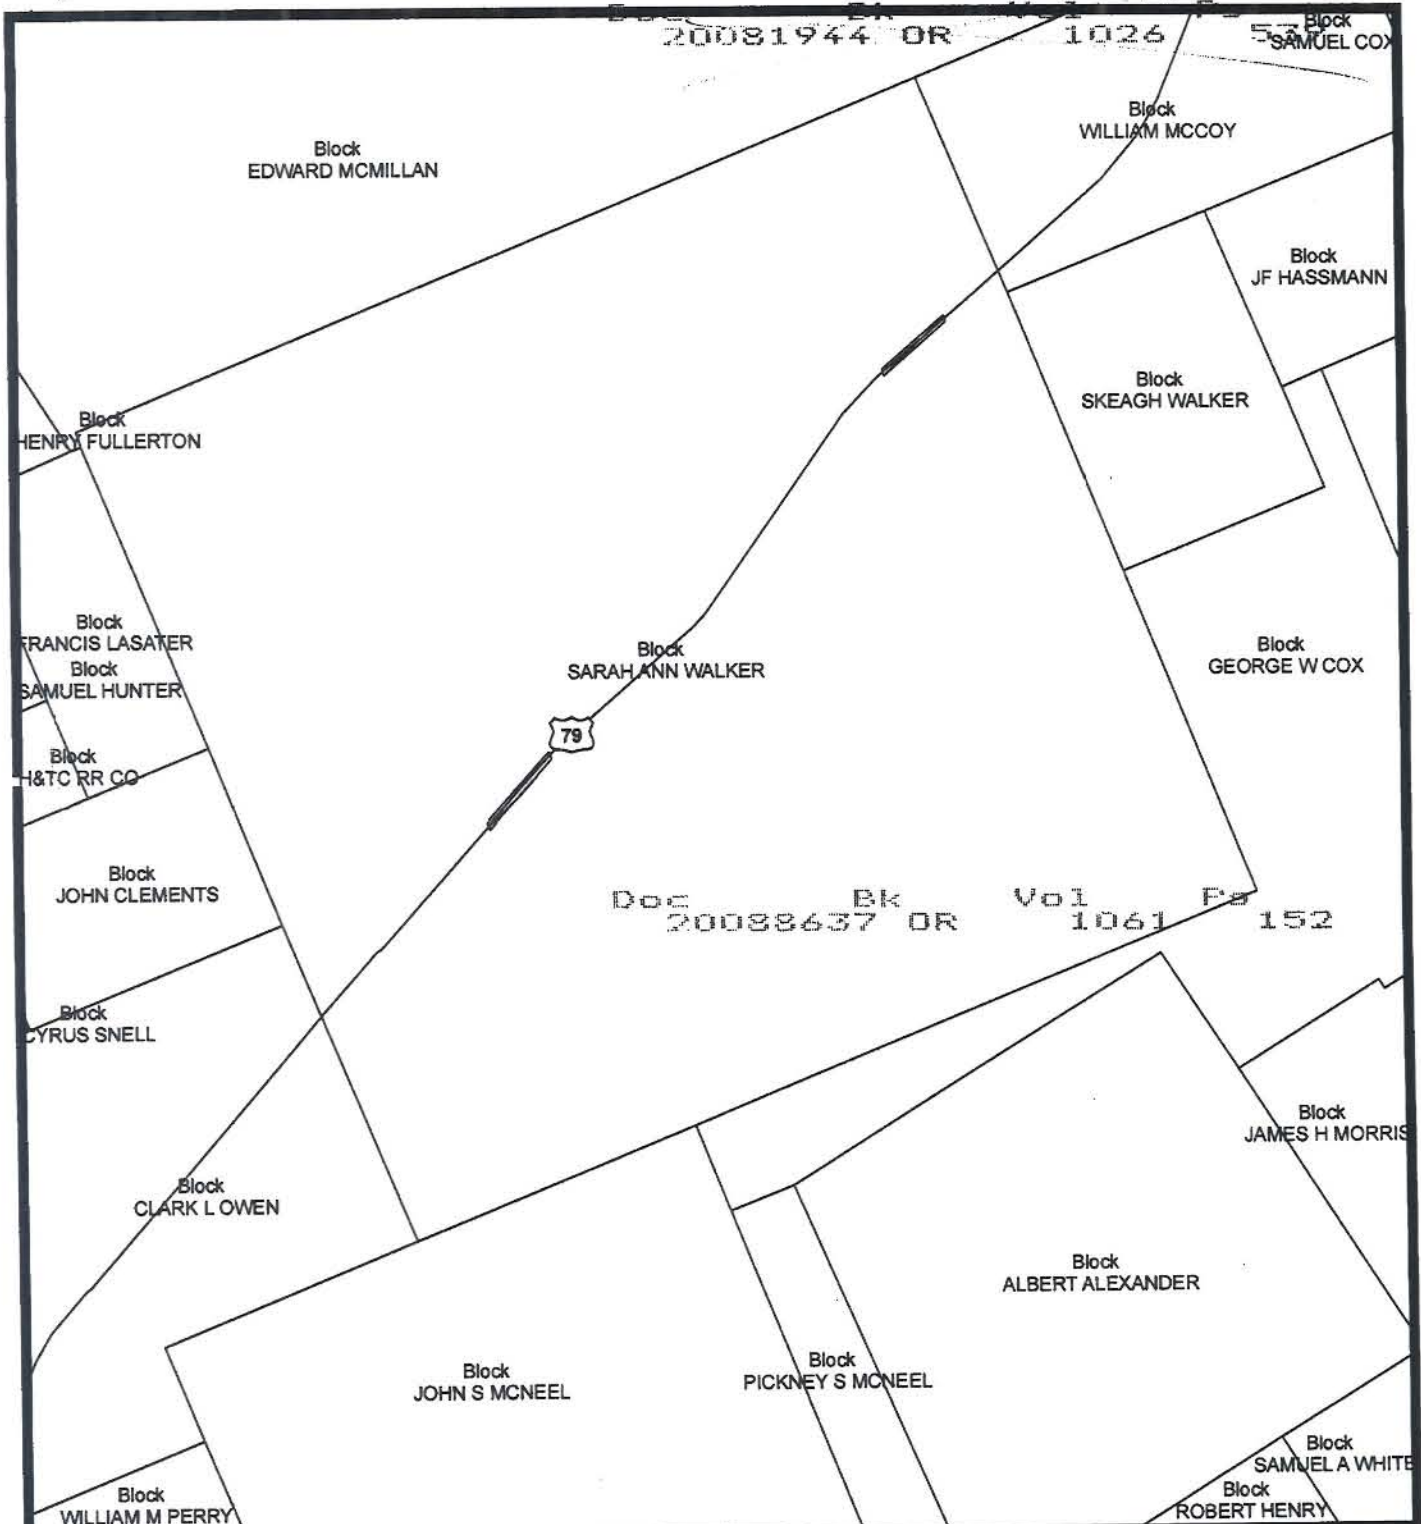 Doc Bk Vol Pg
20081944 OR 1026
Block
SAMUEL COX
Block
WILLIAM MCCOY
Block
EDWARD MCMILLAN
Block
JF HASSMANN
Block
SKEAGH WALKER
Block
HENRY FULLERTON
Block
FRANCIS LASATER
Block
SAMUEL HUNTER
Block
SARAH ANN WALKER
Block
GEORGE W COX
79
Block
H&TC RR CO
Block
JOHN CLEMENTS
Doc Bk Vol Pg
20088637 OR 1061 152
Block
CYRUS SNELL
Block
JAMES H MORRIS
Block
CLARK L OWEN
Block
ALBERT ALEXANDER
Block
JOHN S MCNEEL
Block
PICKNEY S MCNEEL
Block
SAMUEL A WHITE
Block
ROBERT HENRY
Block
WILLIAM M PERRY